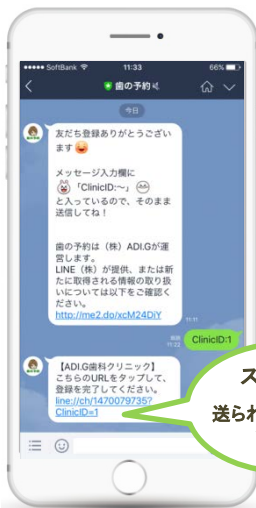 SoftBank 11:33 66%
歯の予約
今日
友だち登録ありがとうござい
ます
メッセージ入力欄に
「ClinicID:～」
と入っているので、そのまま
送信してね！
歯の予約は（株）ADI.Gが運
営します。
LINE（株）が提供、または新
たに取得される情報の取り扱
いについては以下をご確認く
ださい。
http://me2.do/xcM24DiY
11:11
既読
11:22
ClinicID:1
【ADI.G歯科クリニック】
こちらのURLをタップして、
登録を完了してください。
line://ch/1470079735?
ClinicID=1
ス
送られ